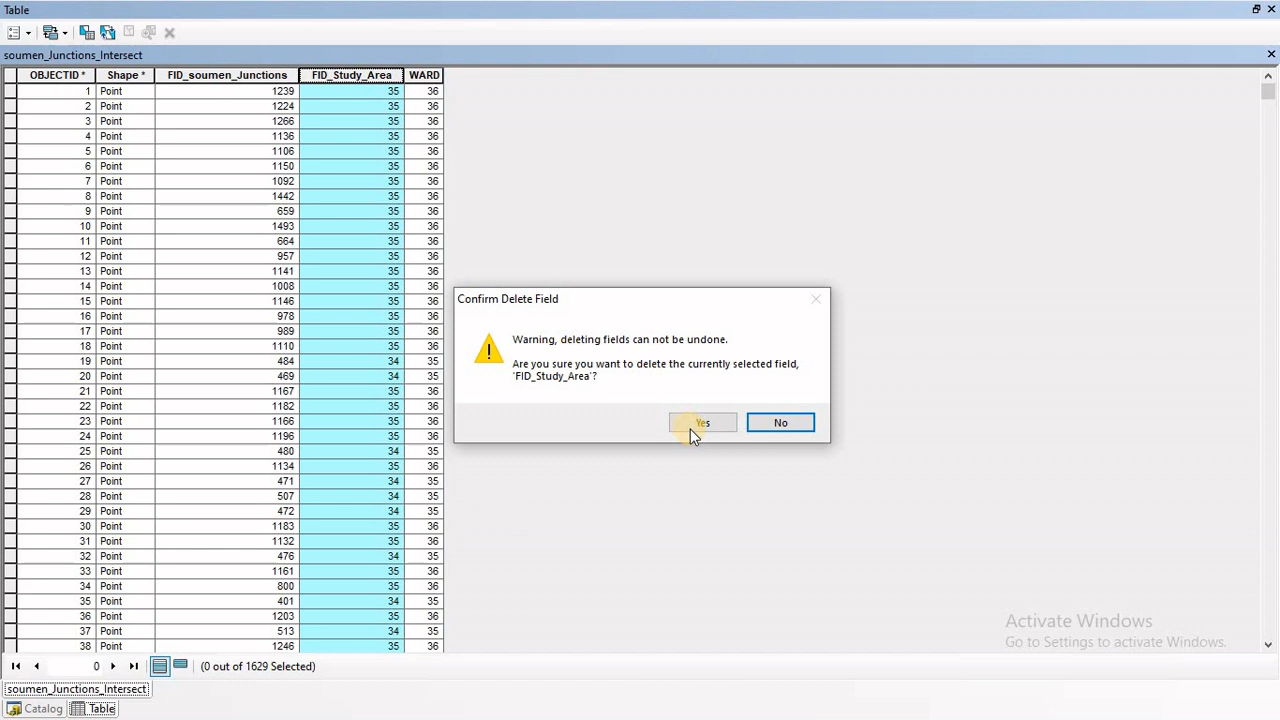 Table
soumen_Junctions_Intersect
OBJECTID * Shape * FID_soumen_Junctions FID_Study_Area WARD
1 Point 1239 35 36
2 Point 1224 35 36
3 Point 1266 35 36
4 Point 1136 35 36
5 Point 1106 35 36
6 Point 1150 35 36
7 Point 1092 35 36
8 Point 1442 35 36
9 Point 659 35 36
10 Point 1493 35 36
11 Point 664 35 36
12 Point 957 35 36
13 Point 1141 35 36
14 Point 1008 35 36
15 Point 1146 35 36
16 Point 978 35 36
17 Point 989 35 36
18 Point 1110 35 36
19 Point 484 34 35
20 Point 469 34 35
21 Point 1167 35 36
22 Point 1182 35 36
23 Point 1166 35 36
24 Point 1196 35 36
25 Point 480 34 35
26 Point 1134 35 36
27 Point 471 34 35
28 Point 507 34 35
29 Point 472 34 35
30 Point 1183 35 36
31 Point 1132 35 36
32 Point 476 34 35
33 Point 1161 35 36
34 Point 800 35 36
35 Point 401 34 35
36 Point 1203 35 36
37 Point 513 34 35
38 Point 1246 35 36
Confirm Delete Field
Warning, deleting fields can not be undone.
Are you sure you want to delete the currently selected field,
'FID_Study_Area'?
Yes No
Activate Windows
Go to Settings to activate Windows.
0 (0 out of 1629 Selected)
soumen_Junctions_Intersect
Catalog Table